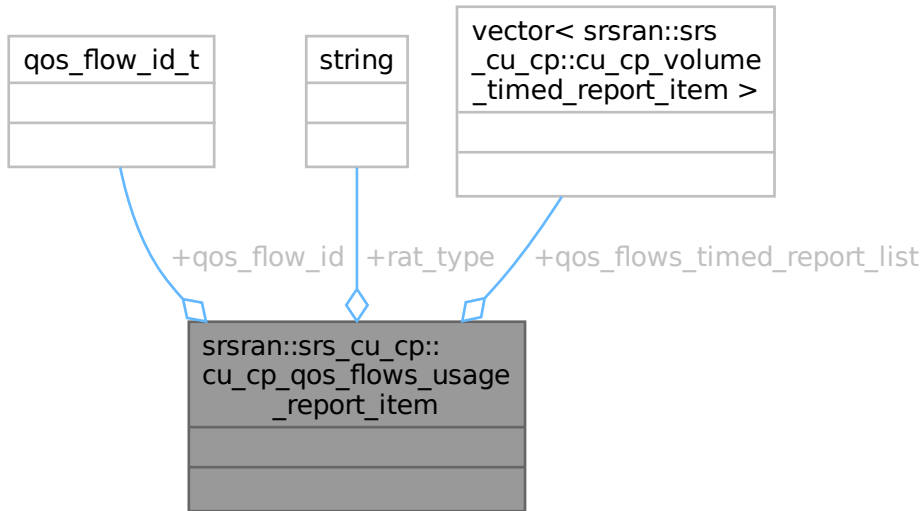 qos_flow_id_t
string
vector< srsran::srs
_cu_cp::cu_cp_volume
_timed_report_item >
+qos_flow_id
+rat_type
+qos_flows_timed_report_list
srsran::srs_cu_cp::
cu_cp_qos_flows_usage
_report_item